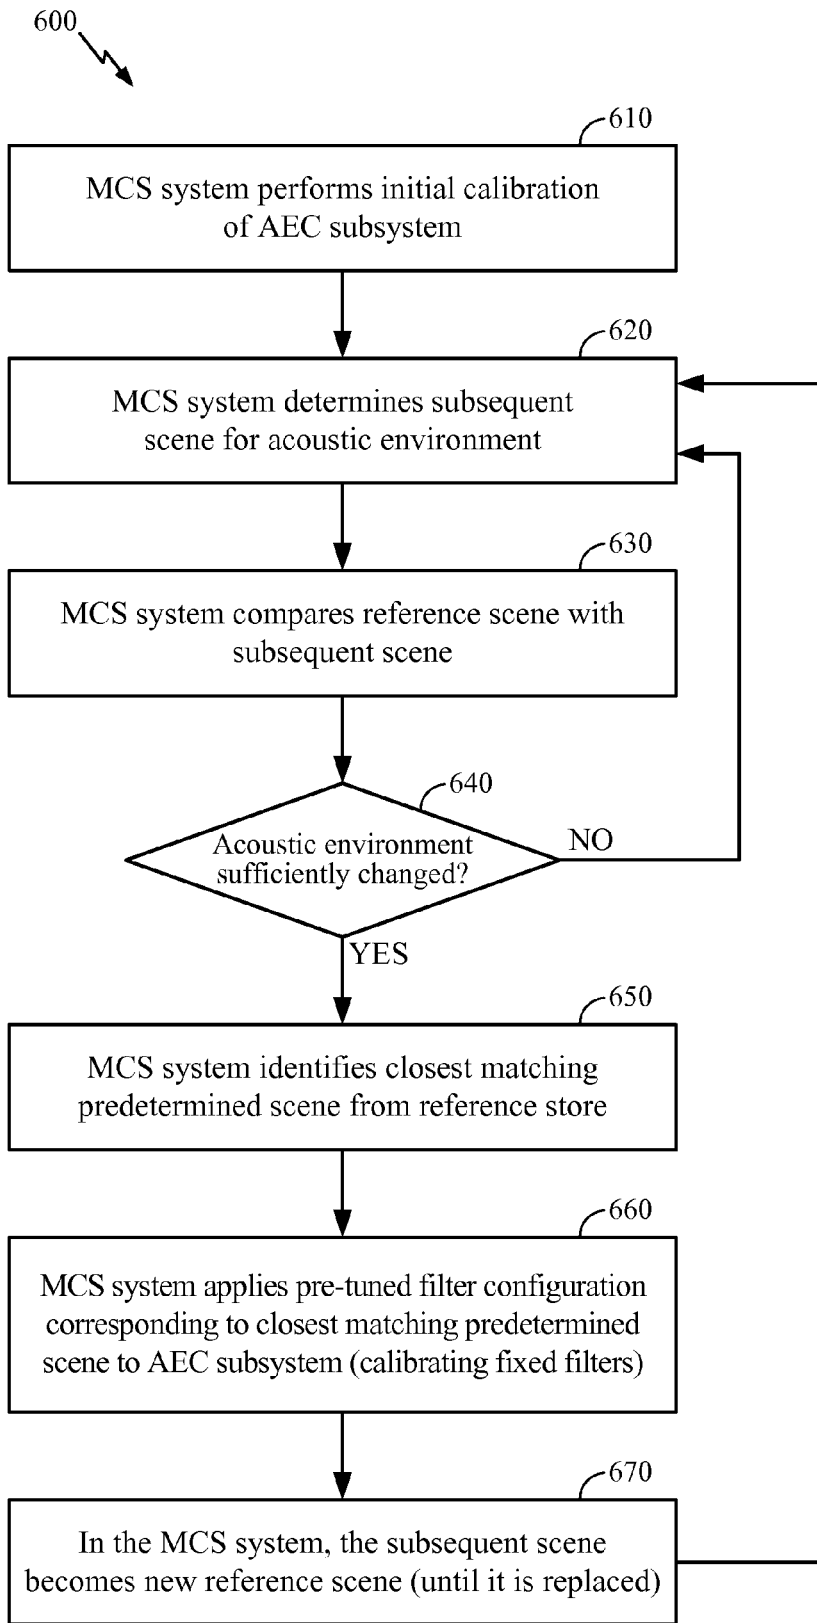 600
610
MCS system performs initial calibration
of AEC subsystem
620
MCS system determines subsequent
scene for acoustic environment
630
MCS system compares reference scene with
subsequent scene
640
Acoustic environment
sufficiently changed?
NO
YES
650
MCS system identifies closest matching
predetermined scene from reference store
660
MCS system applies pre-tuned filter configuration
corresponding to closest matching predetermined
scene to AEC subsystem (calibrating fixed filters)
670
In the MCS system, the subsequent scene
becomes new reference scene (until it is replaced)